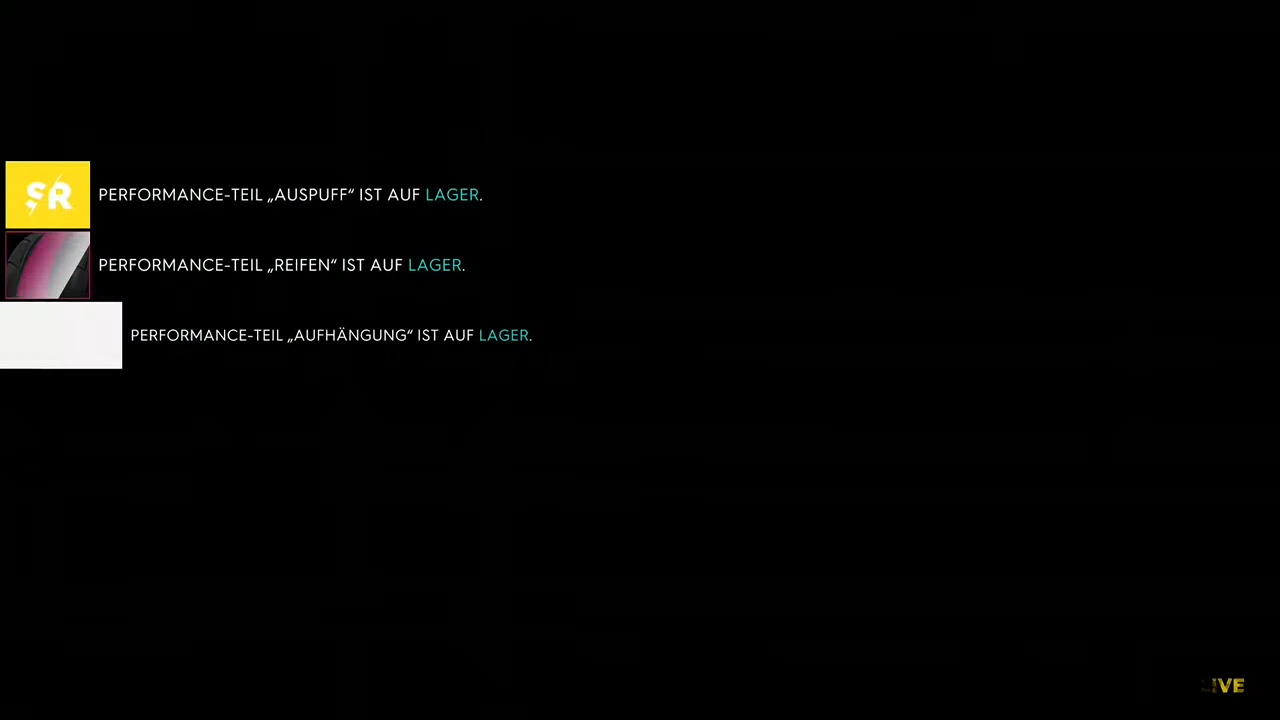 SR
PERFORMANCE-TEIL „AUSPUFF“ IST AUF LAGER.
PERFORMANCE-TEIL „REIFEN“ IST AUF LAGER.
PERFORMANCE-TEIL „AUFHÄNGUNG“ IST AUF LAGER.